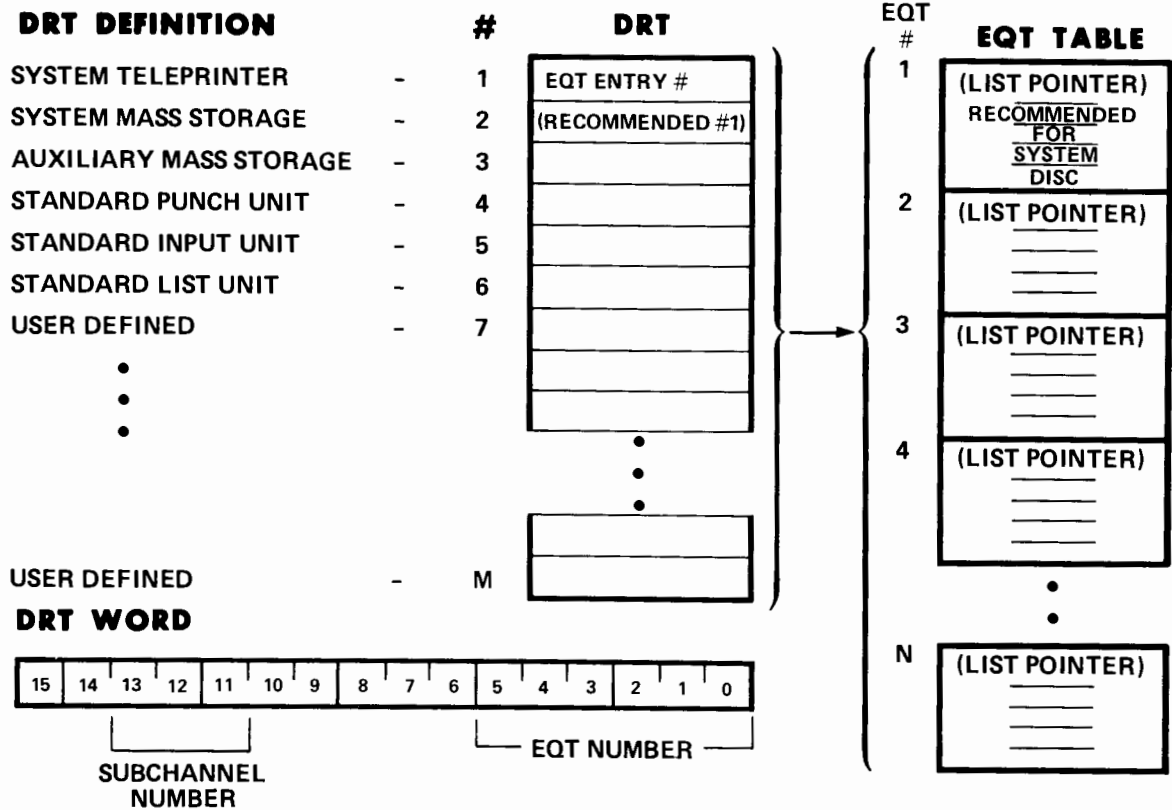 DRT DEFINITION # DRT
SYSTEM TELEPRINTER - 1 EQT ENTRY #
SYSTEM MASS STORAGE - 2 (RECOMMENDED #1)
AUXILIARY MASS STORAGE - 3
STANDARD PUNCH UNIT - 4
STANDARD INPUT UNIT - 5
STANDARD LIST UNIT - 6
USER DEFINED - 7
USER DEFINED - M
EQT
#
EQT TABLE
1 (LIST POINTER)
RECOMMENDED
FOR
SYSTEM
DISC
2 (LIST POINTER)
3 (LIST POINTER)
4 (LIST POINTER)
N (LIST POINTER)
DRT WORD
15 14 13 12 11 10 9 8 7 6 5 4 3 2 1 0
SUBCHANNEL
NUMBER
EQT NUMBER